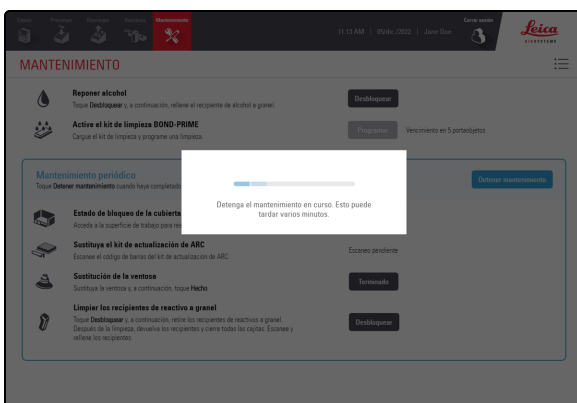 Estado Precargar Descargar Recursos Mantenimiento
11:13 AM | 05/dic./2022 | Jane Doe
Cerrar sesión
Leica
BIOSYSTEMS
MANTENIMIENTO
Reponer alcohol
Toque Desbloquear y, a continuación, rellene el recipiente de alcohol a granel.
Desbloquear
Active el kit de limpieza BOND-PRIME
Cargue el kit de limpieza y programe una limpieza.
Programar
Vencimiento en 5 portaobjetos
Mantenimiento periódico
Toque Detener mantenimiento cuando haya completado
Detener mantenimiento
Detenga el mantenimiento en curso. Esto puede
tardar varios minutos.
Estado de bloqueo de la cubierta
Acceda a la superficie de trabajo para
Sustituya el kit de actualización de ARC
Escanee el código de barras del kit de actualización de ARC
Escaneo pendiente
Sustitución de la ventosa
Sustituya la ventosa y, a continuación, toque Hecho
Terminado
Limpiar los recipientes de reactivo a granel
Toque Desbloquear y, a continuación, retire los recipientes de reactivos a granel.
Después de la limpieza, devuelva los recipientes y cierre todas las cajitas. Escanee y
rellene los recipientes.
Desbloquear